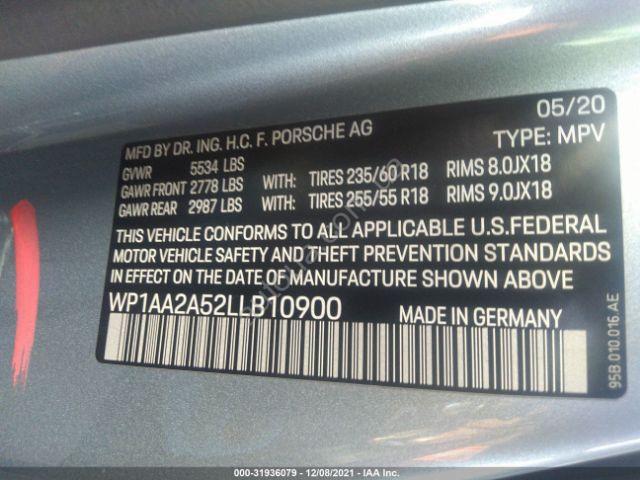 05/20
MFD BY DR. ING. H.C. F. PORSCHE AG TYPE: MPV
GVWR 5534 LBS
GAWR FRONT 2778 LBS WITH: TIRES 235/60 R18 RIMS 8.0JX18
GAWR REAR 2987 LBS WITH: TIRES 255/55 R18 RIMS 9.0JX18
THIS VEHICLE CONFORMS TO ALL APPLICABLE U.S.FEDERAL
MOTOR VEHICLE SAFETY AND THEFT PREVENTION STANDARDS
IN EFFECT ON THE DATE OF MANUFACTURE SHOWN ABOVE
WP1AA2A52LLB10900 MADE IN GERMANY
95B 010.016 AE
000-31936079 - 12/08/2021 - IAA Inc.